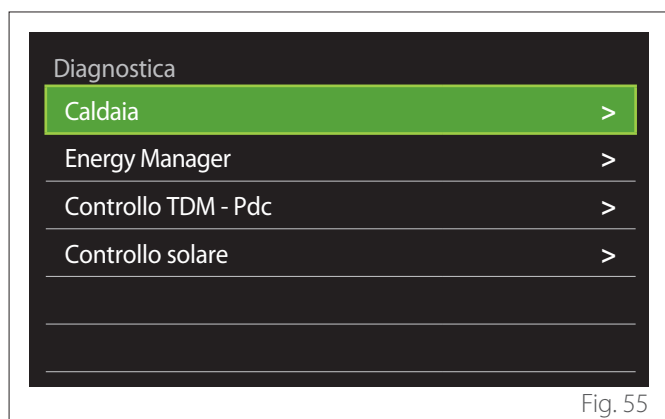 Diagnostica
Caldaia >
Energy Manager >
Controllo TDM - Pdc >
Controllo solare >
Fig. 55